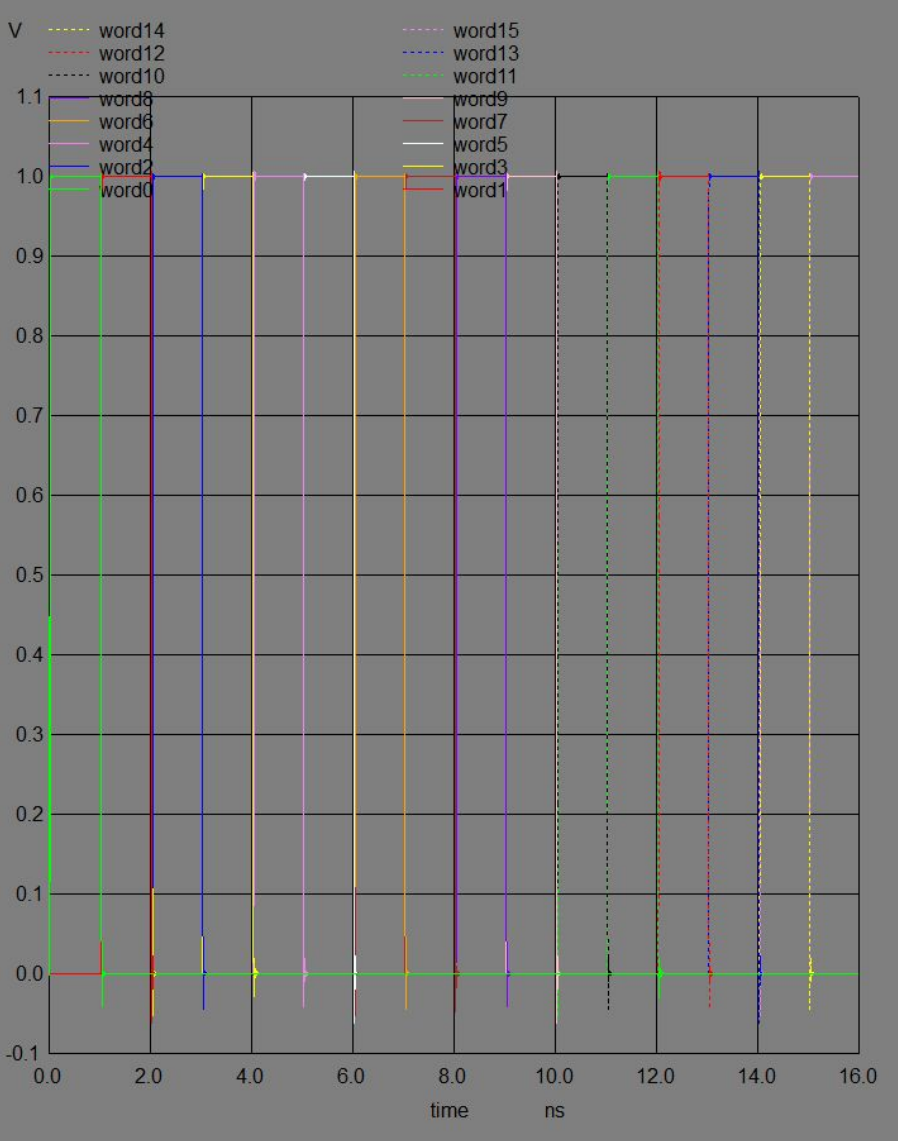 V word14 word15
word12 word13
word10 word11
1.1 word8 word9
word6 word7
word4 word5
1.0 word2 word3
word0 word1
0.9
0.8
0.7
0.6
0.5
0.4
0.3
0.2
0.1
0.0
-0.1
0.0 2.0 4.0 6.0 8.0 10.0 12.0 14.0 16.0
time ns